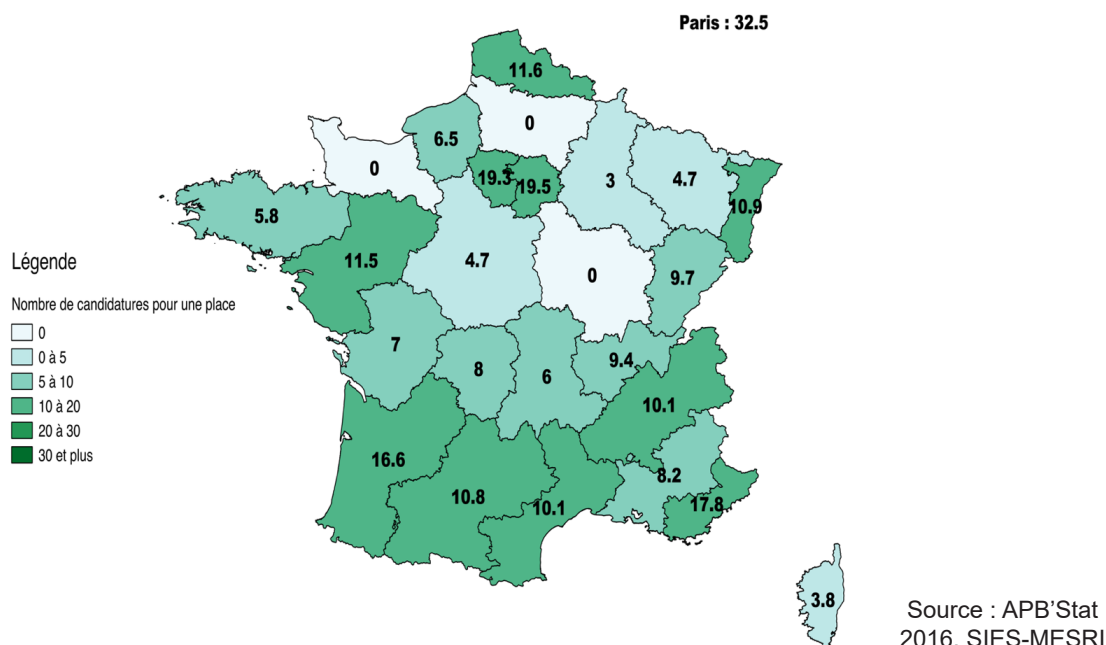 Paris : 32.5
11.6
0
6.5
0
19.3
19.5
3
4.7
10.9
5.8
11.5
4.7
0
9.7
7
8
6
9.4
10.1
16.6
10.8
10.1
8.2
17.8
3.8
Légende
Nombre de candidatures pour une place
0
0 à 5
5 à 10
10 à 20
20 à 30
30 et plus
Source : APB'Stat
2016, SIES-MESRI